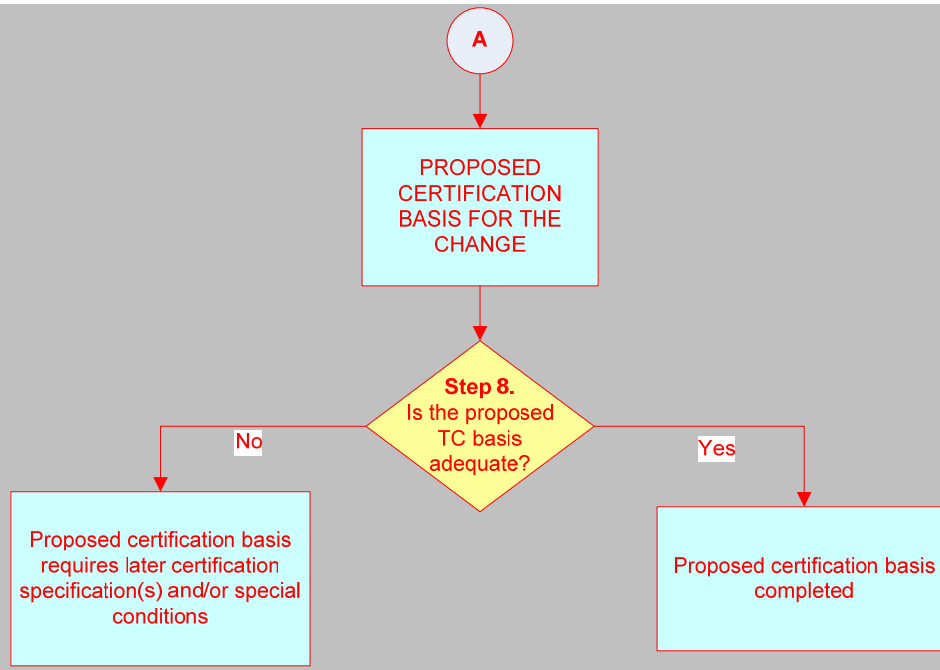 A
PROPOSED
CERTIFICATION
BASIS FOR THE
CHANGE
Step 8.
Is the proposed
TC basis
adequate?
No
Yes
Proposed certification basis
requires later certification
specification(s) and/or special
conditions
Proposed certification basis
completed